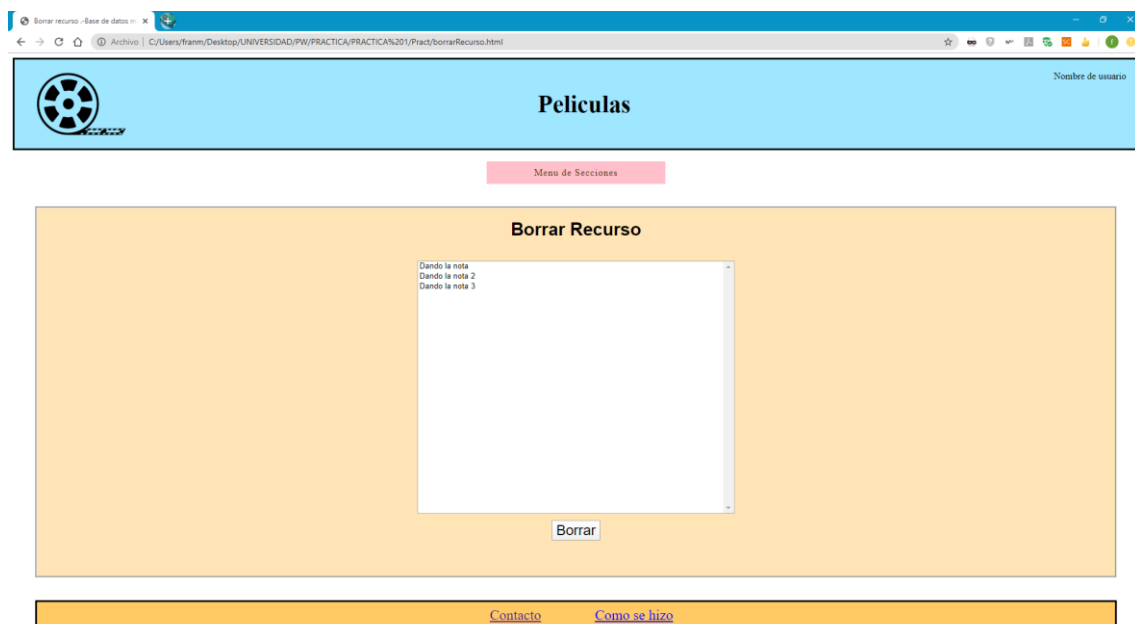 Borrar recurso .-Base de datos m
Archivo | C:/Users/franm/Desktop/UNIVERSIDAD/PW/PRACTICA/PRACTICA%201/Pract/borrarRecurso.html
Nombre de usuario
Peliculas
Menu de Secciones
Borrar Recurso
Dando la nota
Dando la nota 2
Dando la nota 3
Borrar
Contacto Como se hizo